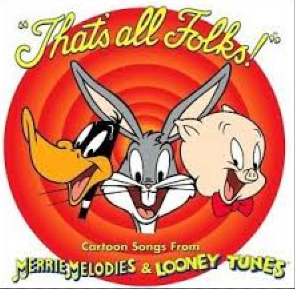 "That's all Folks!"
Cartoon Songs From
MERRIE MELODIES & LOONEY TUNES